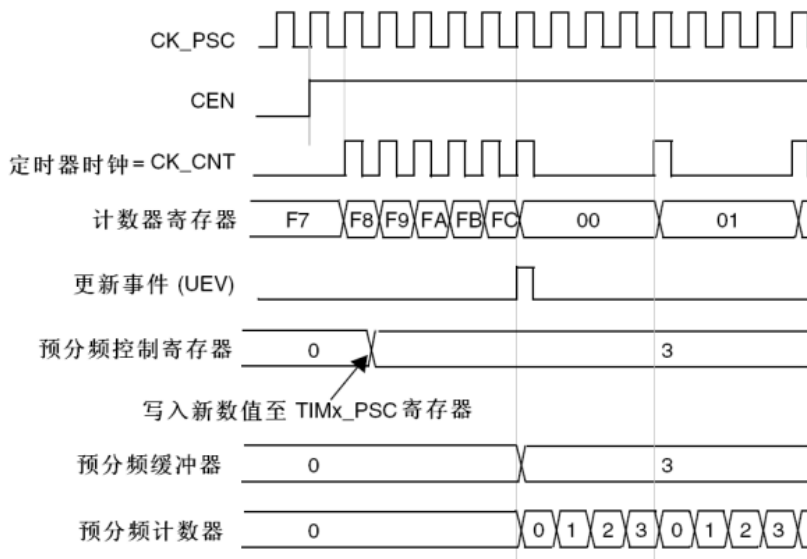 CK_PSC
CEN
定时器时钟 = CK_CNT
计数器寄存器 F7 F8 F9 FA FB FC 00 01
更新事件 (UEV)
预分频控制寄存器 0 3
写入新数值至 TIMx_PSC 寄存器
预分频缓冲器 0 3
预分频计数器 0 0 1 2 3 0 1 2 3